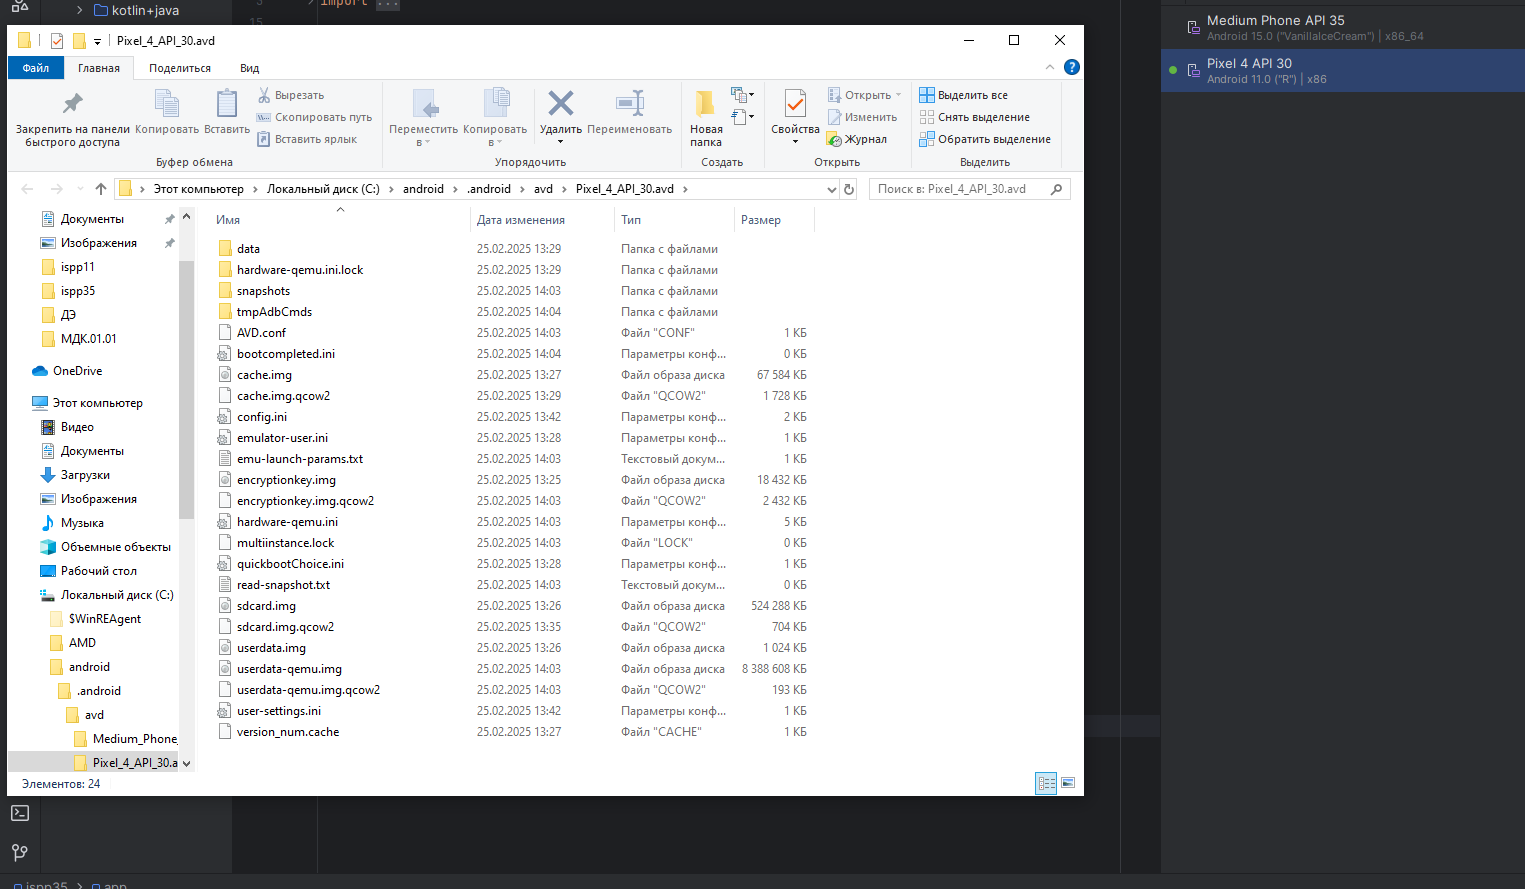 kotlin+java
3 import ...
15
Medium Phone API 35
Android 15.0 ("VanillaIceCream") | x86_64
Pixel 4 API 30
Android 11.0 ("R") | x86
Pixel_4_API_30.avd
Файл Главная Поделиться Вид
Закрепить на панели быстрого доступа
Копировать
Вставить
Вырезать
Скопировать путь
Вставить ярлык
Буфер обмена
Переместить в
Копировать в
Удалить
Переименовать
Упорядочить
Новая папка
Создать
Свойства
Открыть
Изменить
Журнал
Открыть
Выделить все
Снять выделение
Обратить выделение
Выделить
Этот компьютер > Локальный диск (C:) > android > .android > avd > Pixel_4_API_30.avd >
Поиск в: Pixel_4_API_30.avd
Документы
Изображения
ispp11
ispp35
ДЭ
МДК.01.01
OneDrive
Этот компьютер
Видео
Документы
Загрузки
Изображения
Музыка
Объемные объекты
Рабочий стол
Локальный диск (C:)
$WinREAgent
AMD
android
.android
avd
Medium_Phone_
Pixel_4_API_30.a
Имя Дата изменения Тип Размер
data 25.02.2025 13:29 Папка с файлами
hardware-qemu.ini.lock 25.02.2025 13:29 Папка с файлами
snapshots 25.02.2025 14:03 Папка с файлами
tmpAdbCmds 25.02.2025 14:04 Папка с файлами
AVD.conf 25.02.2025 14:03 Файл "CONF" 1 КБ
bootcompleted.ini 25.02.2025 14:04 Параметры конф... 0 КБ
cache.img 25.02.2025 13:27 Файл образа диска 67 584 КБ
cache.img.qcow2 25.02.2025 13:29 Файл "QCOW2" 1 728 КБ
config.ini 25.02.2025 13:42 Параметры конф... 2 КБ
emulator-user.ini 25.02.2025 13:28 Параметры конф... 1 КБ
emu-launch-params.txt 25.02.2025 14:03 Текстовый докум... 1 КБ
encryptionkey.img 25.02.2025 13:25 Файл образа диска 18 432 КБ
encryptionkey.img.qcow2 25.02.2025 14:03 Файл "QCOW2" 2 432 КБ
hardware-qemu.ini 25.02.2025 14:03 Параметры конф... 5 КБ
multiinstance.lock 25.02.2025 14:03 Файл "LOCK" 0 КБ
quickbootChoice.ini 25.02.2025 13:28 Параметры конф... 1 КБ
read-snapshot.txt 25.02.2025 14:03 Текстовый докум... 0 КБ
sdcard.img 25.02.2025 13:26 Файл образа диска 524 288 КБ
sdcard.img.qcow2 25.02.2025 13:35 Файл "QCOW2" 704 КБ
userdata.img 25.02.2025 13:26 Файл образа диска 1 024 КБ
userdata-qemu.img 25.02.2025 14:03 Файл образа диска 8 388 608 КБ
userdata-qemu.img.qcow2 25.02.2025 14:03 Файл "QCOW2" 193 КБ
user-settings.ini 25.02.2025 13:42 Параметры конф... 1 КБ
version_num.cache 25.02.2025 13:27 Файл "CACHE" 1 КБ
Элементов: 24
ispp35 > app